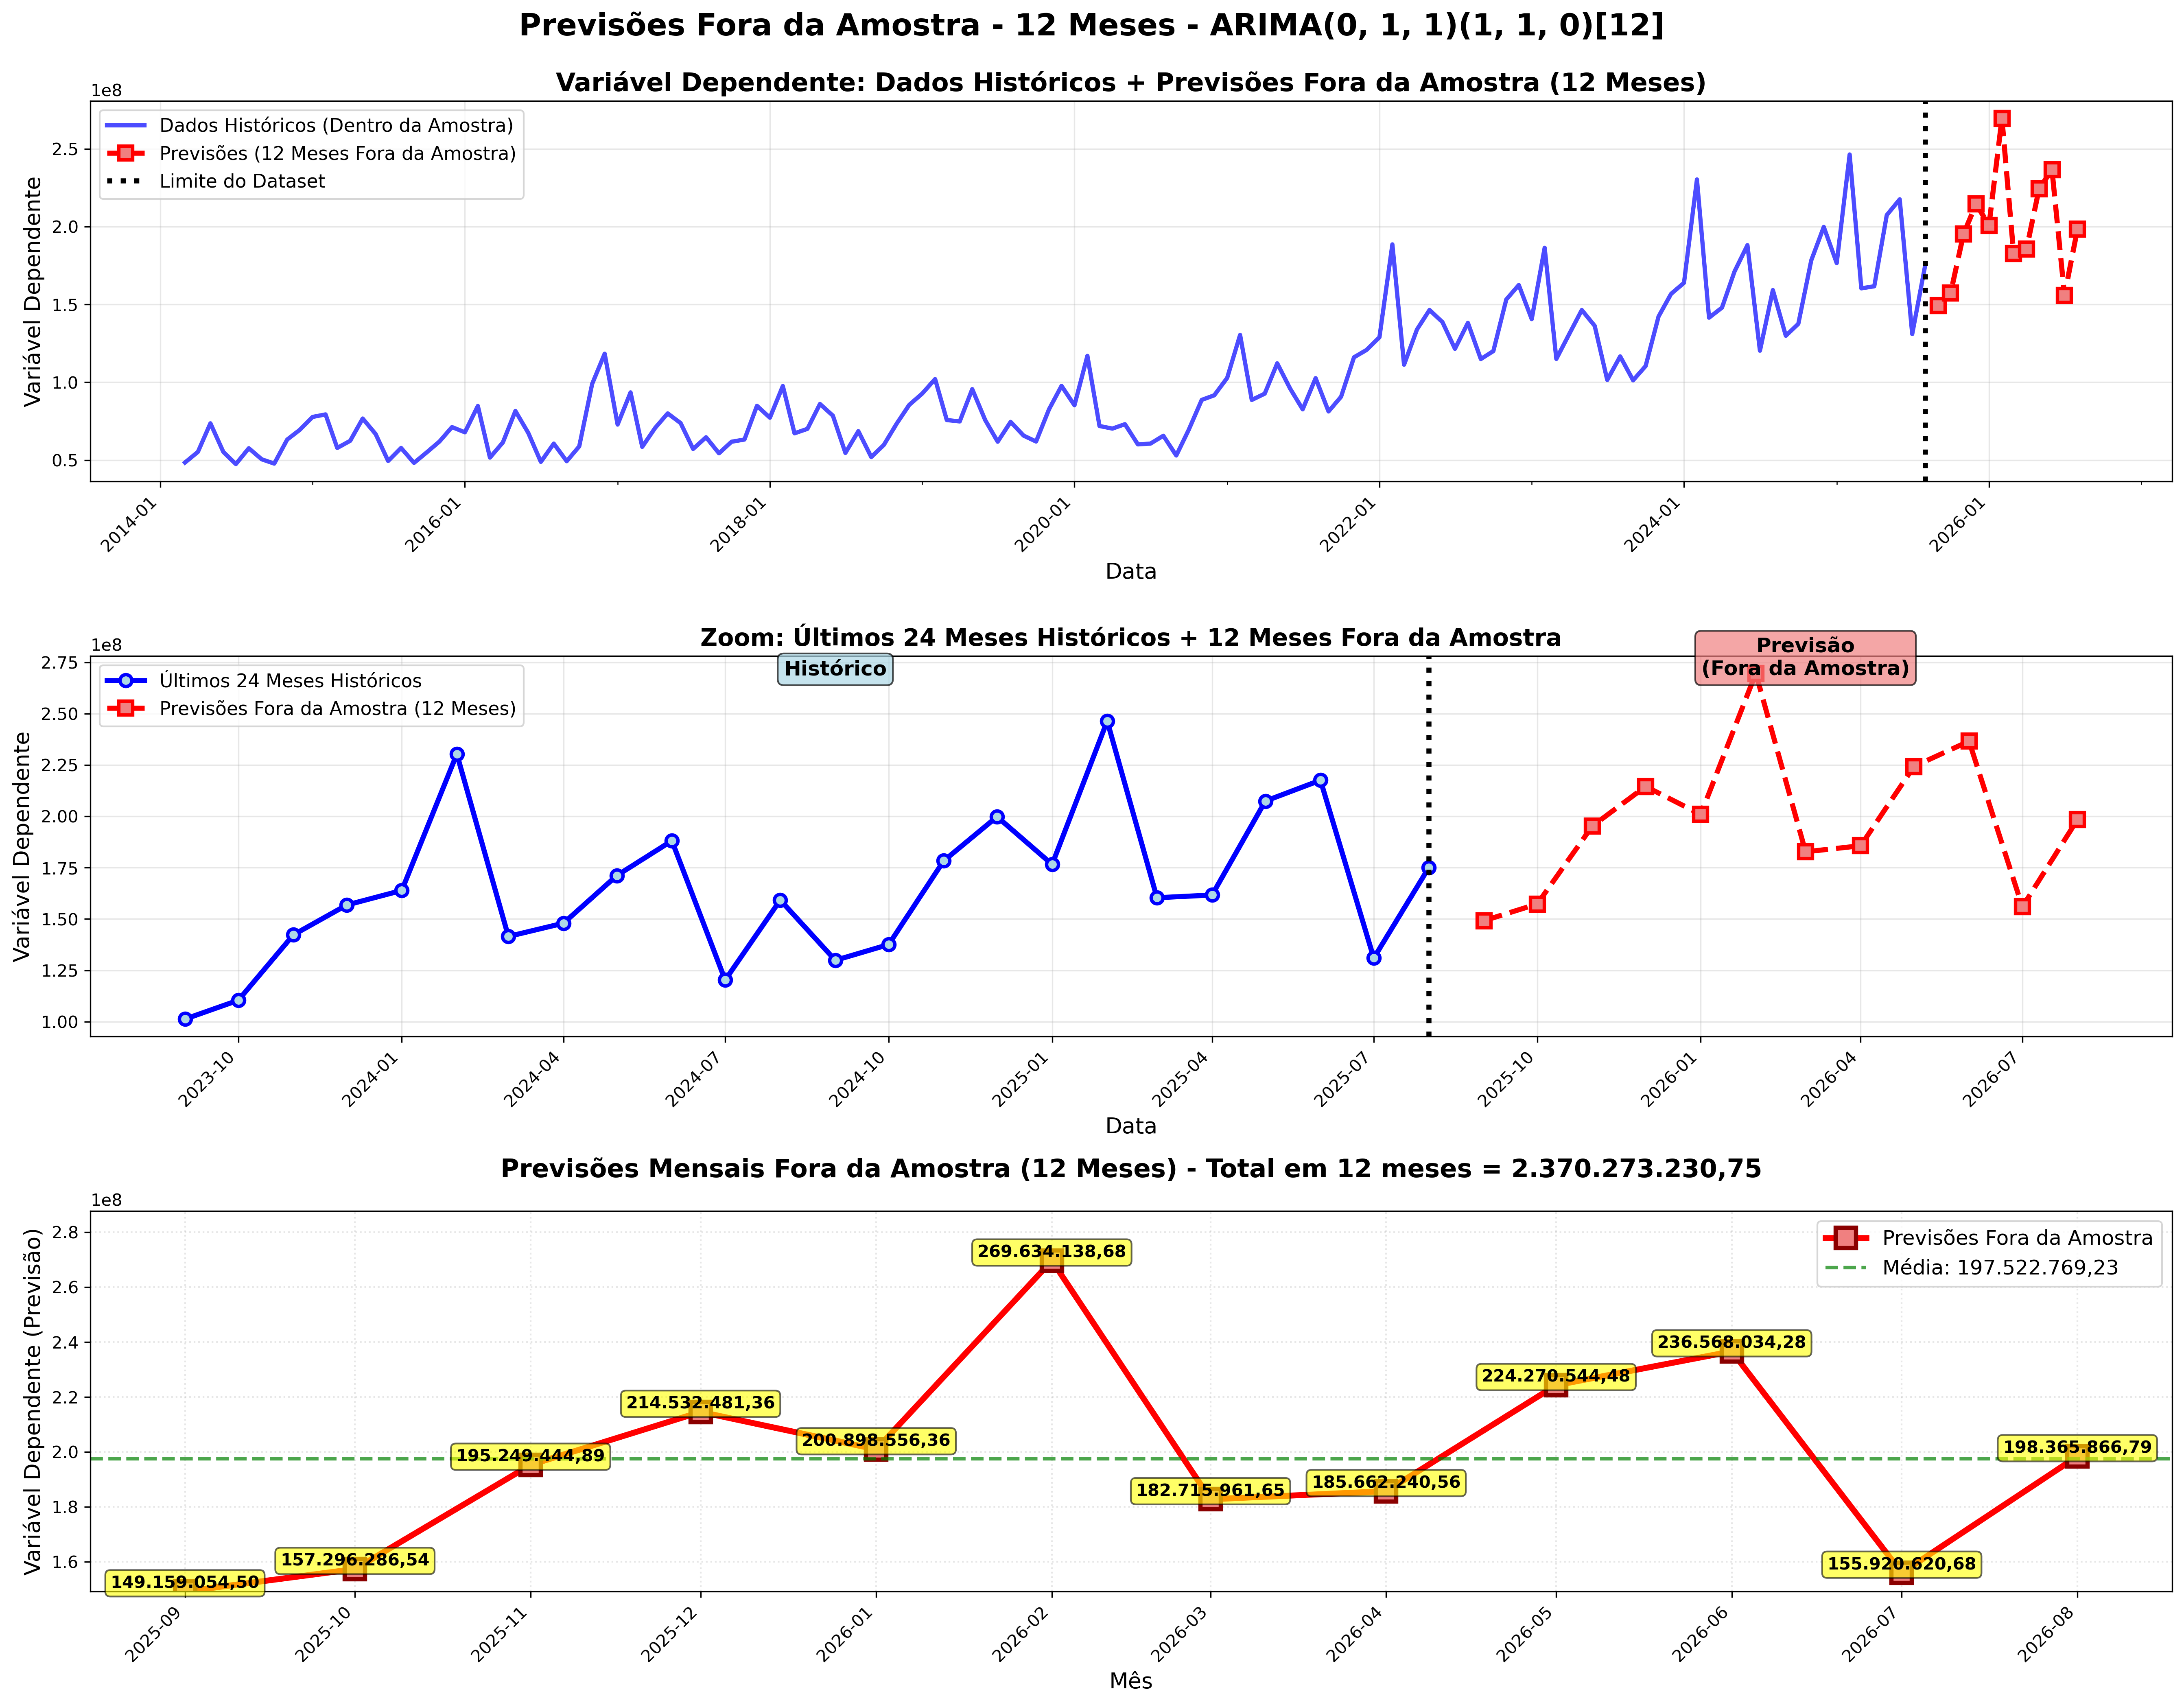 Previsões Fora da Amostra - 12 Meses - ARIMA(0, 1, 1)(1, 1, 0)[12]
Variável Dependente: Dados Históricos + Previsões Fora da Amostra (12 Meses)
1e8
Dados Históricos (Dentro da Amostra)
Previsões (12 Meses Fora da Amostra)
Limite do Dataset
Variável Dependente
2.5
2.0
1.5
1.0
0.5
2014-01
2016-01
2018-01
2020-01
2022-01
2024-01
2026-01
Data
Zoom: Últimos 24 Meses Históricos + 12 Meses Fora da Amostra
1e8
Últimos 24 Meses Históricos
Previsões Fora da Amostra (12 Meses)
Histórico
Previsão
(Fora da Amostra)
Variável Dependente
2.75
2.50
2.25
2.00
1.75
1.50
1.25
1.00
2023-10
2024-01
2024-04
2024-07
2024-10
2025-01
2025-04
2025-07
2025-10
2026-01
2026-04
2026-07
Data
Previsões Mensais Fora da Amostra (12 Meses) - Total em 12 meses = 2.370.273.230,75
1e8
Previsões Fora da Amostra
Média: 197.522.769,23
Variável Dependente (Previsão)
2.8
2.6
2.4
2.2
2.0
1.8
1.6
149.159.054,50
157.296.286,54
195.249.444,89
214.532.481,36
200.898.556,36
269.634.138,68
182.715.961,65
185.662.240,56
224.270.544,48
236.568.034,28
155.920.620,68
198.365.866,79
2025-09
2025-10
2025-11
2025-12
2026-01
2026-02
2026-03
2026-04
2026-05
2026-06
2026-07
2026-08
Mês